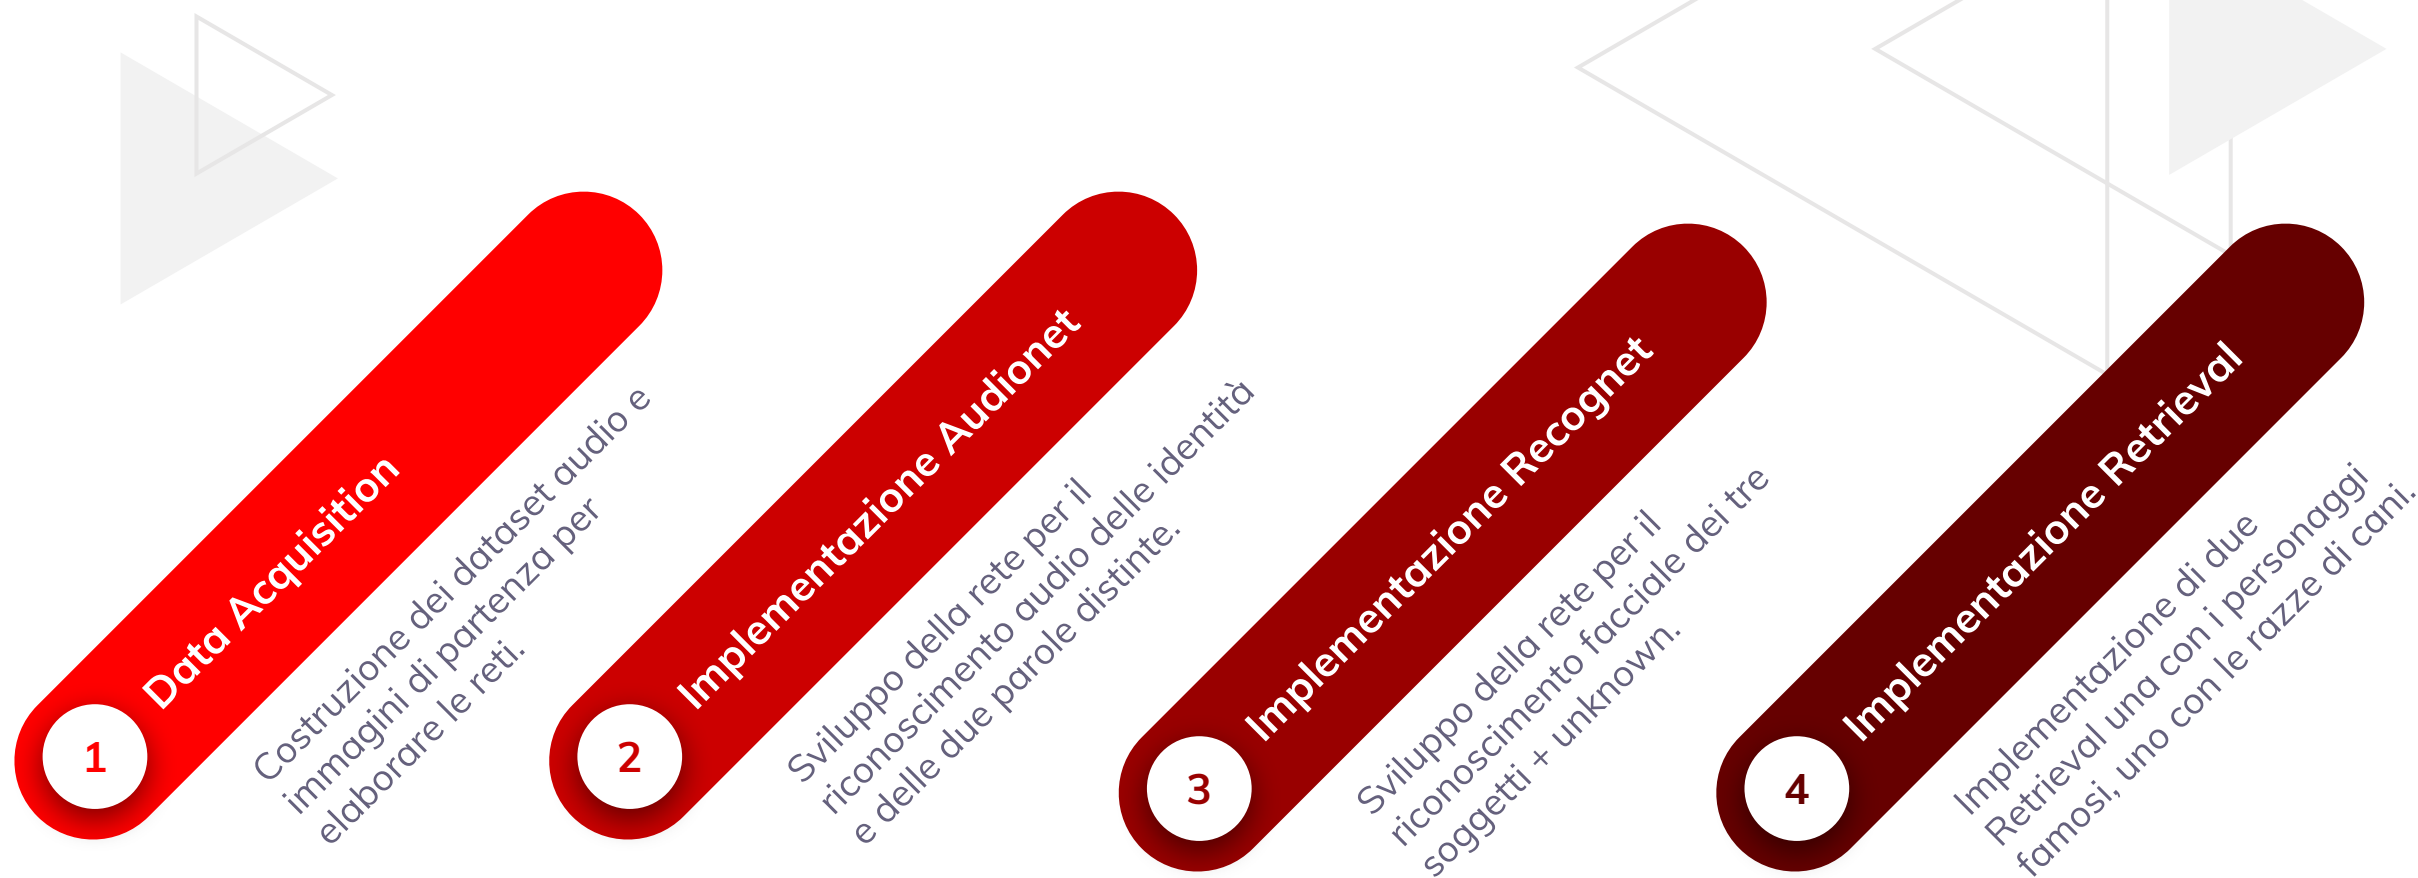 1
Data Acquisition
Costruzione dei dataset audio e
immagini di partenza per
elaborare le reti.
2
Implementazione Audionet
Sviluppo della rete per il
riconoscimento audio delle identità
e delle due parole distinte.
3
Implementazione Recognet
Sviluppo della rete per il
riconoscimento facciale dei tre
soggetti + unknown.
4
Implementazione Retrieval
Implementazione di due
Retrieval una con i personaggi
famosi, uno con le razze di cani.